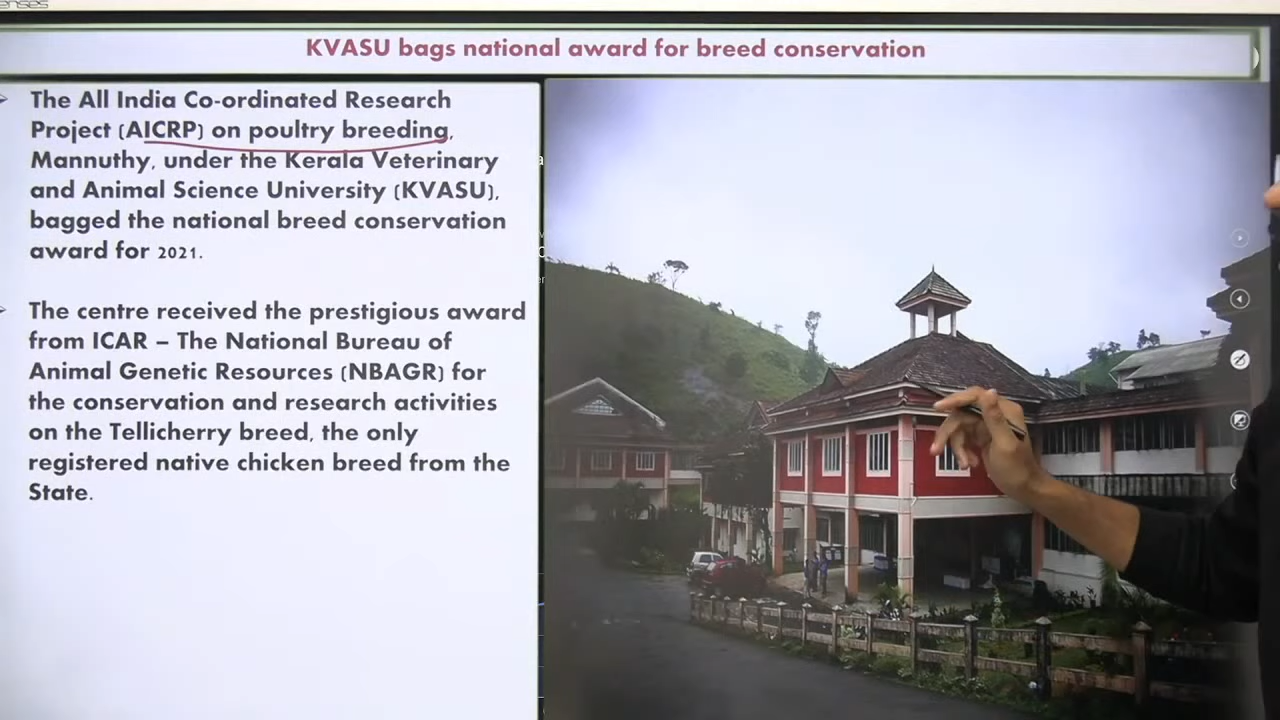 enses
KVASU bags national award for breed conservation
The All India Co-ordinated Research
Project (AICRP) on poultry breeding,
Mannuthy, under the Kerala Veterinary
and Animal Science University (KVASU),
bagged the national breed conservation
award for 2021.
The centre received the prestigious award
from ICAR – The National Bureau of
Animal Genetic Resources (NBAGR) for
the conservation and research activities
on the Tellicherry breed, the only
registered native chicken breed from the
State.